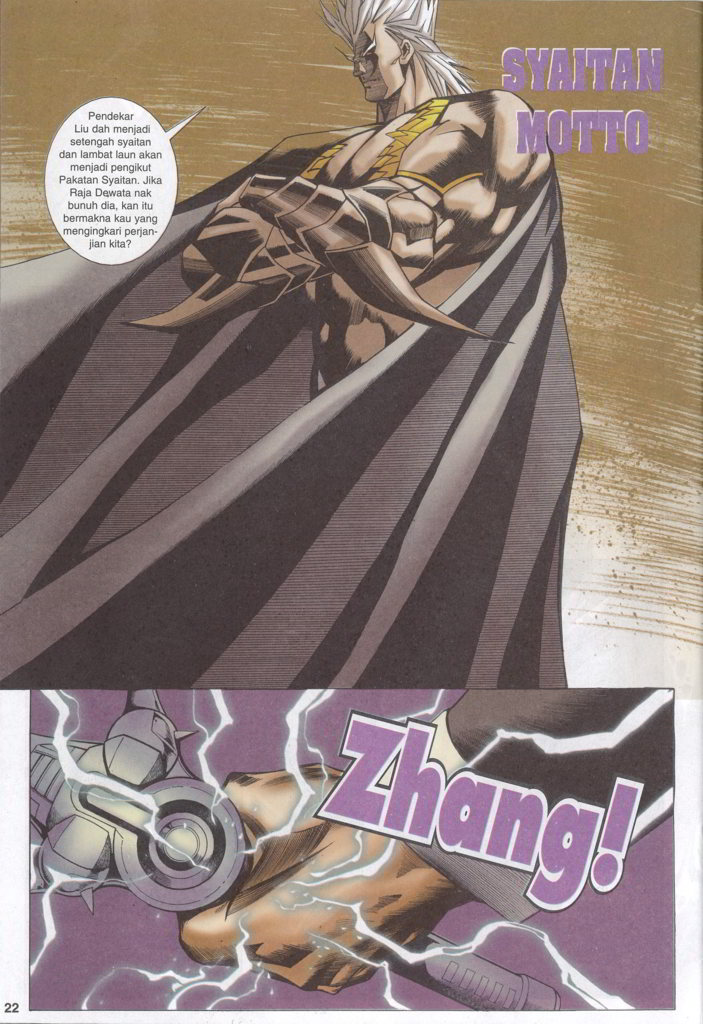 SYAITAN
MOTTO
Pendekar
Liu dah menjadi
setengah syaitan
dan lambat laun akan
menjadi pengikut
Pakatan Syaitan. Jika
Raja Dewata nak
bunuh dia, kan itu
bermakna kau yang
mengingkari perjan-
jian kita?
Zhang!
22